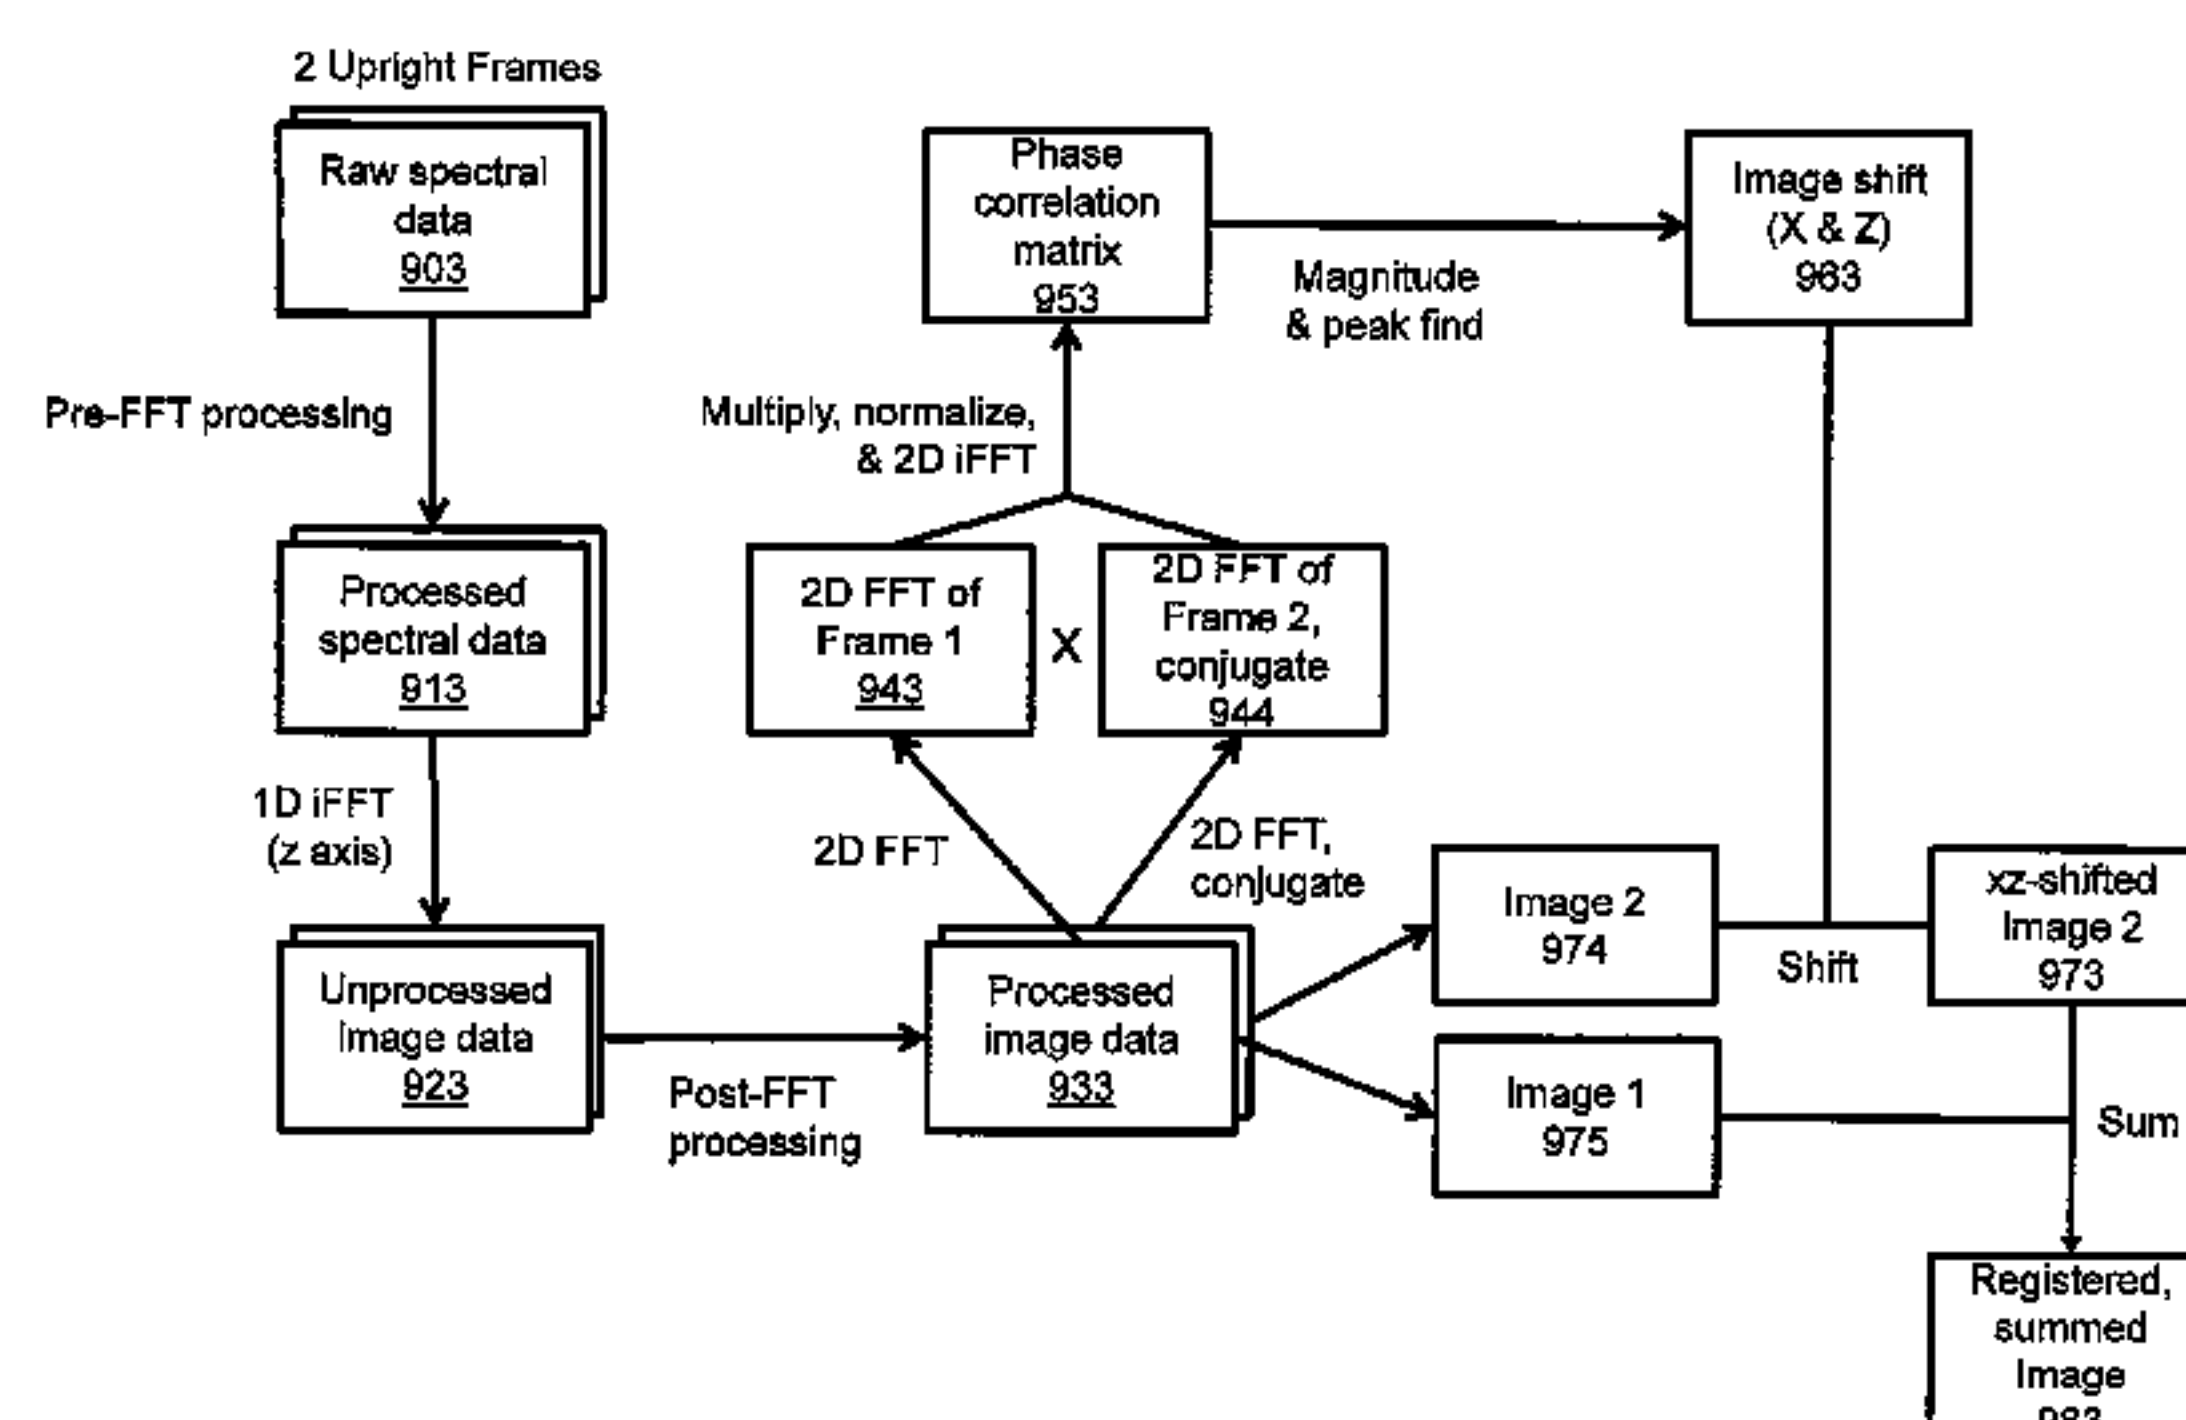 2 Upright Frames
Raw spectral
data
903
Pre-FFT processing
Processed
spectral data
913
1D iFFT
(z axis)
Unprocessed
Image data
923
Post-FFT
processing
Processed
image data
933
2D FFT
2D FFT,
conjugate
2D FFT of
Frame 1
943
X
2D FFT of
Frame 2,
conjugate
944
Multiply, normalize,
& 2D iFFT
Phase
correlation
matrix
953
Magnitude
& peak find
Image shift
(X & Z)
963
Image 2
974
Shift
xz-shifted
Image 2
973
Image 1
975
Sum
Registered,
summed
Image
983